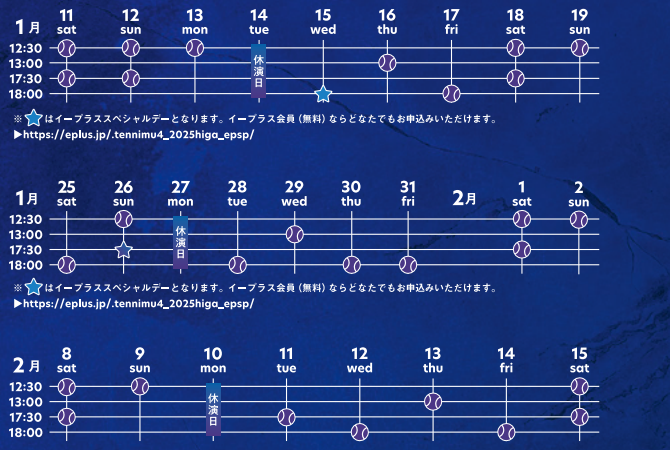 1月
11 12 13 14 15 16 17 18 19
sat sun mon tue wed thu fri sat sun
12:30
13:00
17:30
18:00
休演日
※☆はイープラススペシャルデーとなります。イープラス会員(無料)ならどなたでもお申込みいただけます。
▶https://eplus.jp/.tennimu4_2025higa_epsp/
1月 2月
25 26 27 28 29 30 31 1 2
sat sun mon tue wed thu fri sat sun
12:30
13:00
17:30
18:00
休演日
※☆はイープラススペシャルデーとなります。イープラス会員(無料)ならどなたでもお申込みいただけます。
▶https://eplus.jp/.tennimu4_2025higa_epsp/
2月
8 9 10 11 12 13 14 15
sat sun mon tue wed thu fri sat
12:30
13:00
17:30
18:00
休演日